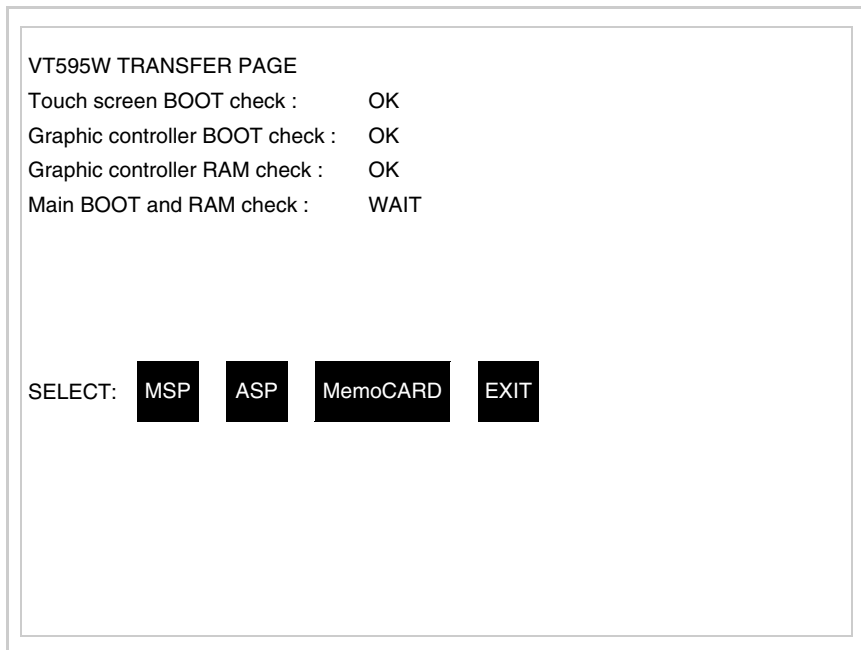 VT595W TRANSFER PAGE
Touch screen BOOT check : OK
Graphic controller BOOT check : OK
Graphic controller RAM check : OK
Main BOOT and RAM check : WAIT
SELECT: MSP ASP MemoCARD EXIT